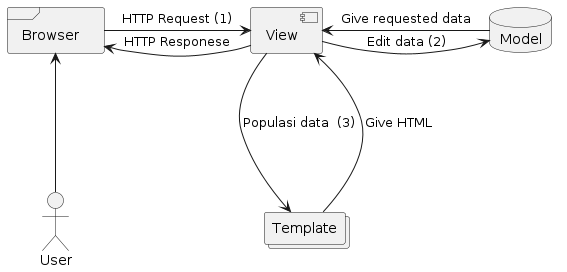 HTTP Request (1)
Give requested data
Browser
HTTP Responese
View
Edit data (2)
Model
Populasi data  (3)
Give HTML
Template
User